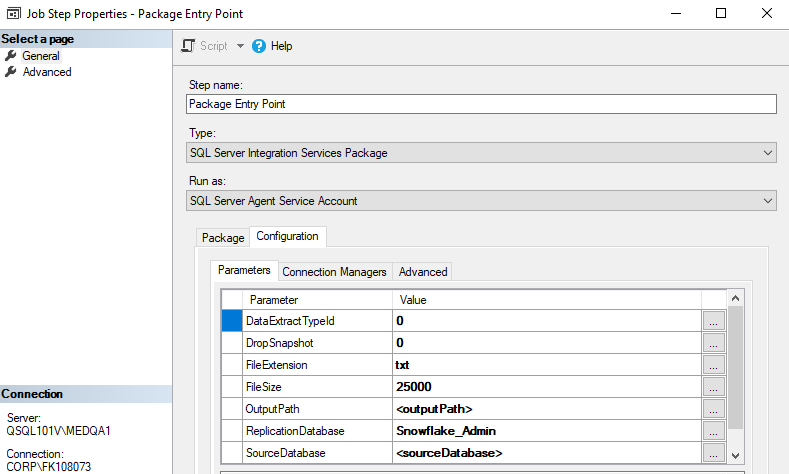 Job Step Properties - Package Entry Point
Select a page
General
Advanced
Script
Help
Step name:
Package Entry Point
Type:
SQL Server Integration Services Package
Run as:
SQL Server Agent Service Account
Package
Configuration
Parameters
Connection Managers
Advanced
Parameter Value
DataExtractTypeId 0 ...
DropSnapshot 0 ...
FileExtension txt ...
FileSize 25000 ...
OutputPath <outputPath> ...
ReplicationDatabase Snowflake_Admin ...
SourceDatabase <sourceDatabase> ...
Connection
Server:
QSQL101V\MEDQA1
Connection:
CORP\FK108073